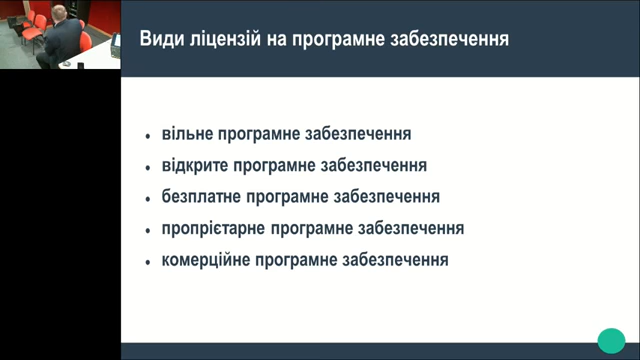 Види ліцензій на програмне забезпечення
вільне програмне забезпечення
відкрите програмне забезпечення
безплатне програмне забезпечення
пропрієтарне програмне забезпечення
комерційне програмне забезпечення